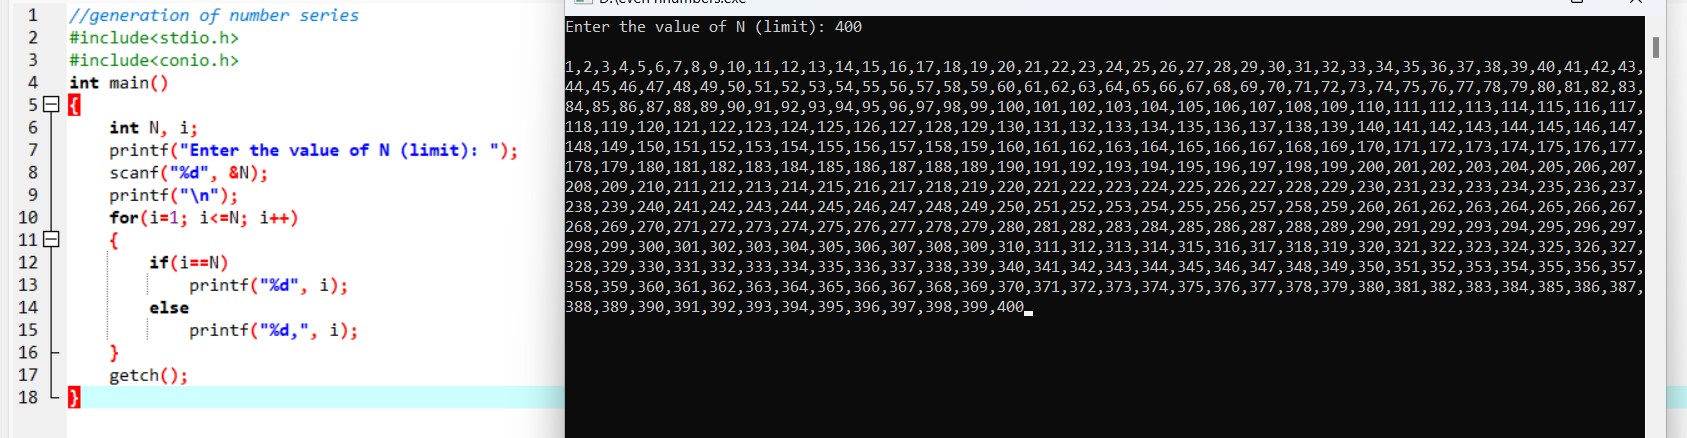 1 //generation of number series
2 #include<stdio.h>
3 #include<conio.h>
4 int main()
5 {
6 int N, i;
7 printf("Enter the value of N (limit): ");
8 scanf("%d", &N);
9 printf("\n");
10 for(i=1; i<=N; i++)
11 {
12 if(i==N)
13 printf("%d", i);
14 else
15 printf("%d,", i);
16 }
17 getch();
18 }
Enter the value of N (limit): 400
1,2,3,4,5,6,7,8,9,10,11,12,13,14,15,16,17,18,19,20,21,22,23,24,25,26,27,28,29,30,31,32,33,34,35,36,37,38,39,40,41,42,43,
44,45,46,47,48,49,50,51,52,53,54,55,56,57,58,59,60,61,62,63,64,65,66,67,68,69,70,71,72,73,74,75,76,77,78,79,80,81,82,83,
84,85,86,87,88,89,90,91,92,93,94,95,96,97,98,99,100,101,102,103,104,105,106,107,108,109,110,111,112,113,114,115,116,117,
118,119,120,121,122,123,124,125,126,127,128,129,130,131,132,133,134,135,136,137,138,139,140,141,142,143,144,145,146,147,
148,149,150,151,152,153,154,155,156,157,158,159,160,161,162,163,164,165,166,167,168,169,170,171,172,173,174,175,176,177,
178,179,180,181,182,183,184,185,186,187,188,189,190,191,192,193,194,195,196,197,198,199,200,201,202,203,204,205,206,207,
208,209,210,211,212,213,214,215,216,217,218,219,220,221,222,223,224,225,226,227,228,229,230,231,232,233,234,235,236,237,
238,239,240,241,242,243,244,245,246,247,248,249,250,251,252,253,254,255,256,257,258,259,260,261,262,263,264,265,266,267,
268,269,270,271,272,273,274,275,276,277,278,279,280,281,282,283,284,285,286,287,288,289,290,291,292,293,294,295,296,297,
298,299,300,301,302,303,304,305,306,307,308,309,310,311,312,313,314,315,316,317,318,319,320,321,322,323,324,325,326,327,
328,329,330,331,332,333,334,335,336,337,338,339,340,341,342,343,344,345,346,347,348,349,350,351,352,353,354,355,356,357,
358,359,360,361,362,363,364,365,366,367,368,369,370,371,372,373,374,375,376,377,378,379,380,381,382,383,384,385,386,387,
388,389,390,391,392,393,394,395,396,397,398,399,400